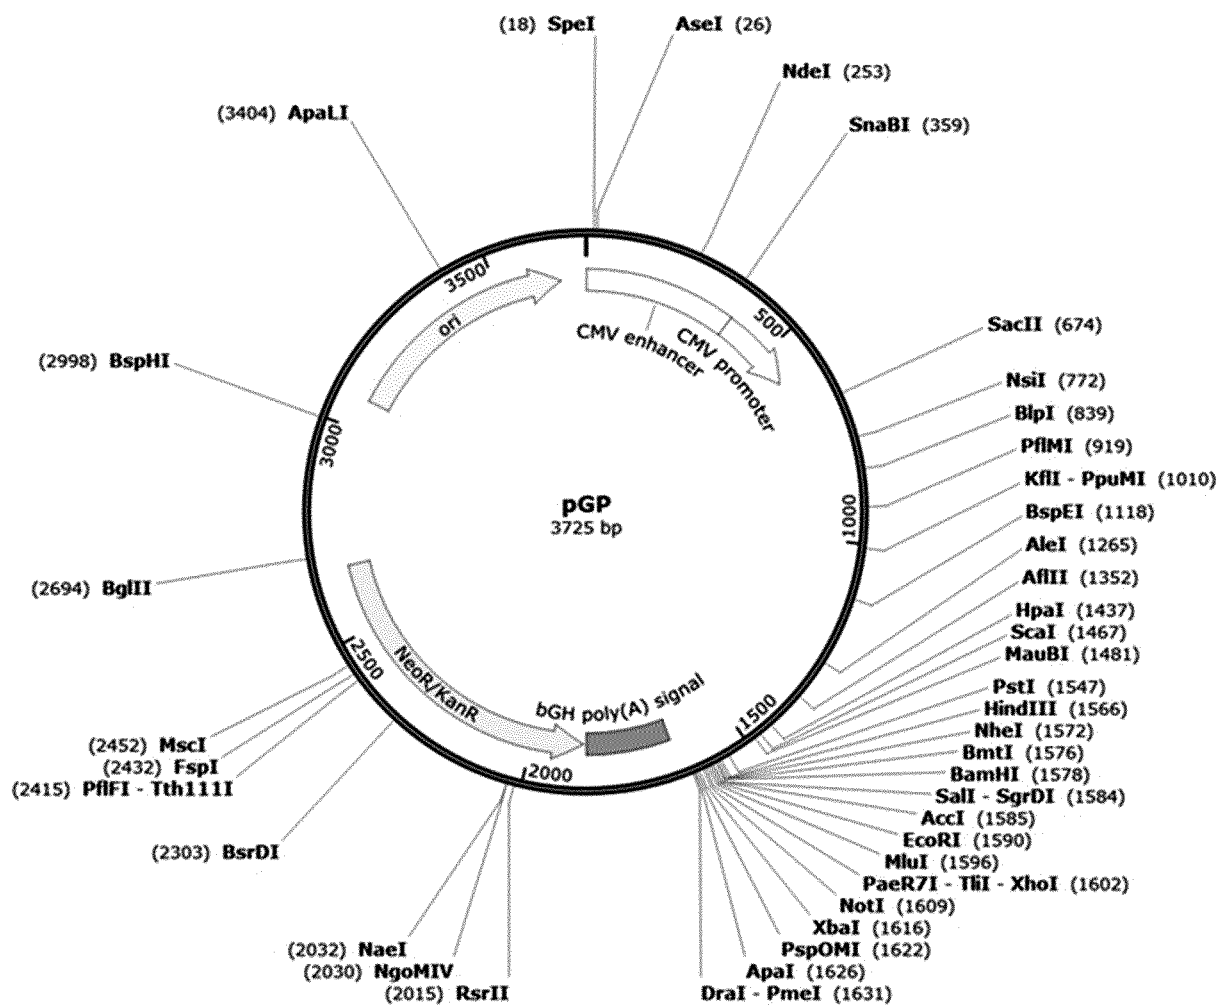 (18) SpeI
AseI (26)
NdeI (253)
SnaBI (359)
(3404) ApaLI
SacII (674)
NsiI (772)
BlpI (839)
PflMI (919)
KflI - PpuMI (1010)
BspEI (1118)
AleI (1265)
AflII (1352)
HpaI (1437)
ScaI (1467)
MauBI (1481)
PstI (1547)
HindIII (1566)
NheI (1572)
BmtI (1576)
BamHI (1578)
SalI - SgrDI (1584)
AccI (1585)
EcoRI (1590)
MluI (1596)
PaeR7I - TliI - XhoI (1602)
NotI (1609)
XbaI (1616)
PspOMI (1622)
ApaI (1626)
DraI - PmeI (1631)
(2015) RsrII
(2030) NgoMIV
(2032) NaeI
(2303) BsrDI
(2415) PflFI - Tth111I
(2432) FspI
(2452) MscI
(2694) BglII
(2998) BspHI
500
1000
1500
2000
2500
3000
3500
ori
CMV enhancer
CMV promoter
NeoR/KanR
bGH poly(A) signal
pGP
3725 bp